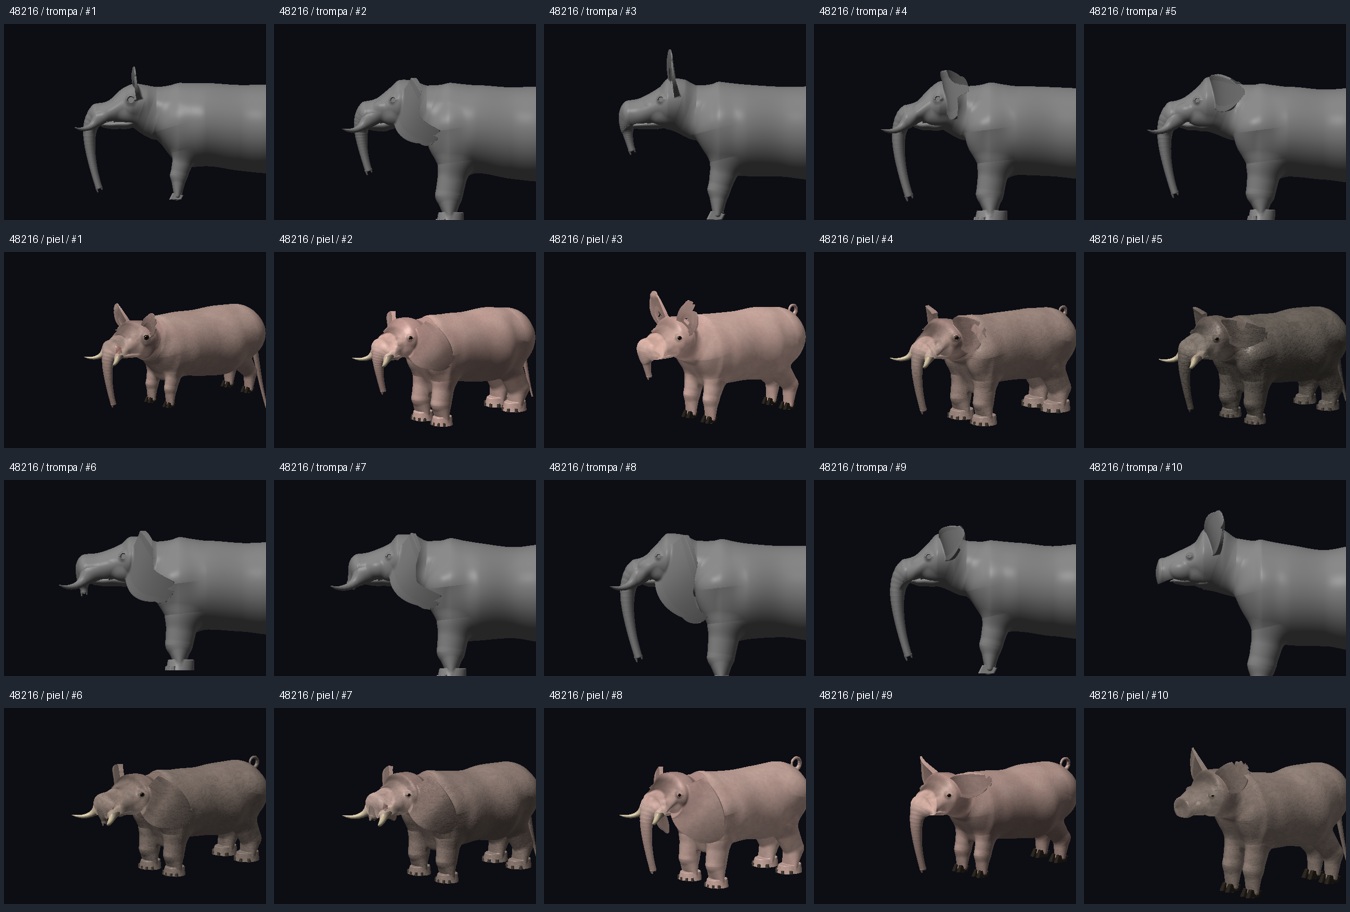 48216 / trompa / #1
48216 / trompa / #2
48216 / trompa / #3
48216 / trompa / #4
48216 / trompa / #5
48216 / piel / #1
48216 / piel / #2
48216 / piel / #3
48216 / piel / #4
48216 / piel / #5
48216 / trompa / #6
48216 / trompa / #7
48216 / trompa / #8
48216 / trompa / #9
48216 / trompa / #10
48216 / piel / #6
48216 / piel / #7
48216 / piel / #8
48216 / piel / #9
48216 / piel / #10